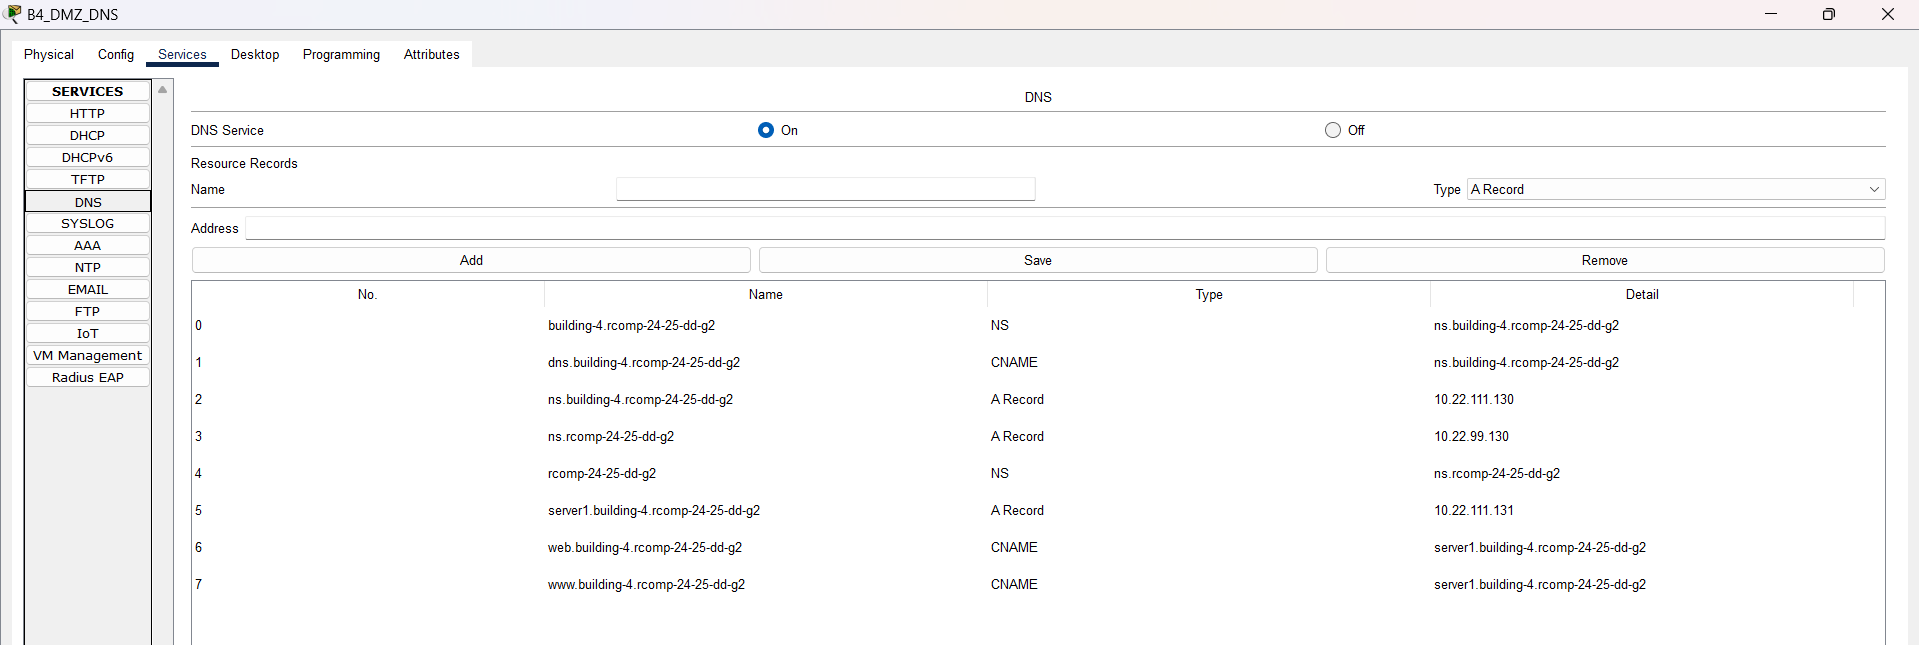 B4_DMZ_DNS
Physical Config Services Desktop Programming Attributes
SERVICES
HTTP
DHCP
DHCPv6
TFTP
DNS
SYSLOG
AAA
NTP
EMAIL
FTP
IoT
VM Management
Radius EAP
DNS
DNS Service On Off
Resource Records
Name Type A Record
Address
Add Save Remove
No. Name Type Detail
0 building-4.rcomp-24-25-dd-g2 NS ns.building-4.rcomp-24-25-dd-g2
1 dns.building-4.rcomp-24-25-dd-g2 CNAME ns.building-4.rcomp-24-25-dd-g2
2 ns.building-4.rcomp-24-25-dd-g2 A Record 10.22.111.130
3 ns.rcomp-24-25-dd-g2 A Record 10.22.99.130
4 rcomp-24-25-dd-g2 NS ns.rcomp-24-25-dd-g2
5 server1.building-4.rcomp-24-25-dd-g2 A Record 10.22.111.131
6 web.building-4.rcomp-24-25-dd-g2 CNAME server1.building-4.rcomp-24-25-dd-g2
7 www.building-4.rcomp-24-25-dd-g2 CNAME server1.building-4.rcomp-24-25-dd-g2